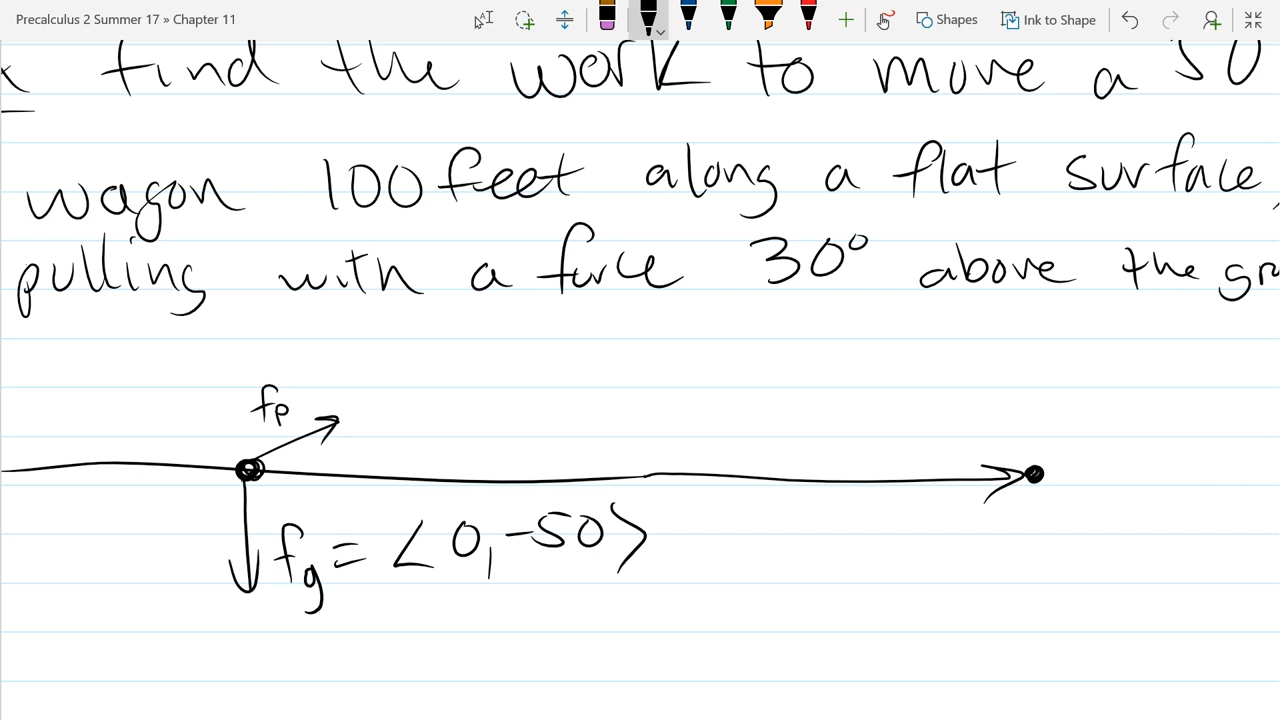 Precalculus 2 Summer 17 » Chapter 11
Shapes
Ink to Shape
find the work to move a 50
wagon 100 feet along a flat surface,
pulling with a force 30° above the
fp
fg = ⟨0, -50⟩